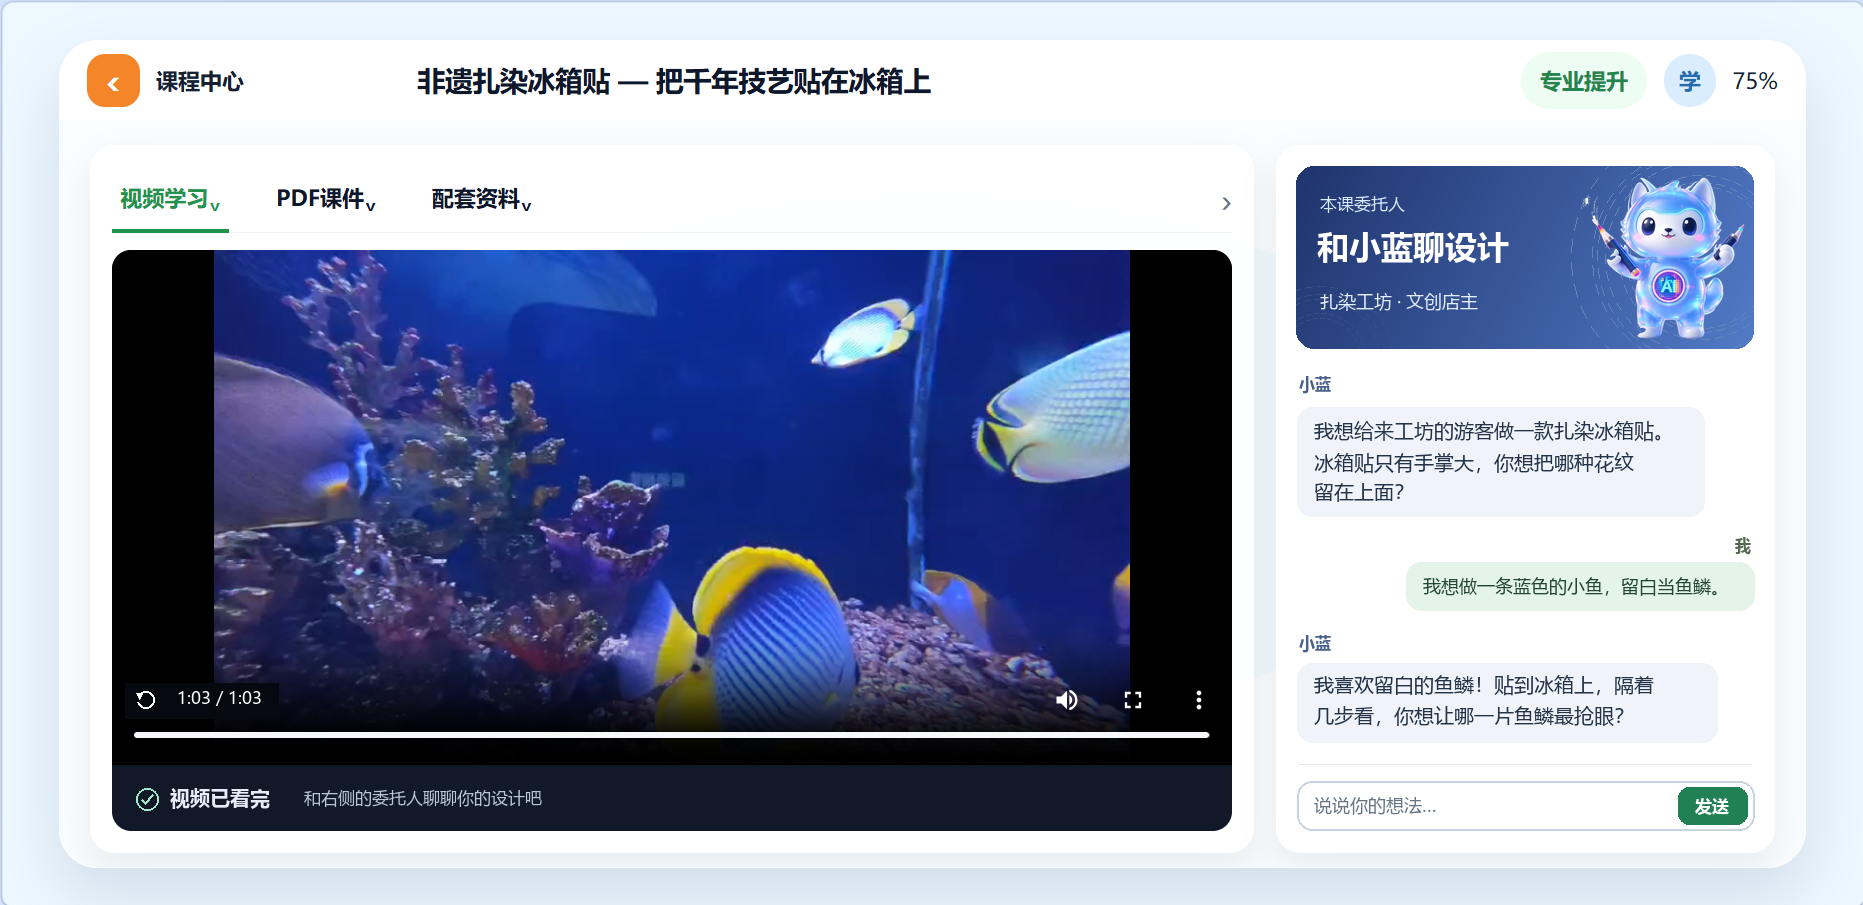 课程中心
非遗扎染冰箱贴 — 把千年技艺贴在冰箱上
专业提升
学
75%
视频学习
PDF课件
配套资料
1:03 / 1:03
视频已看完
和右侧的委托人聊聊你的设计吧
本课委托人
和小蓝聊设计
扎染工坊 · 文创店主
AI
小蓝
我想给来工坊的游客做一款扎染冰箱贴。
冰箱贴只有手掌大，你想把哪种花纹
留在上面？
我
我想做一条蓝色的小鱼，留白当鱼鳞。
小蓝
我喜欢留白的鱼鳞！贴到冰箱上，隔着
几步看，你想让哪一片鱼鳞最抢眼？
说说你的想法...
发送